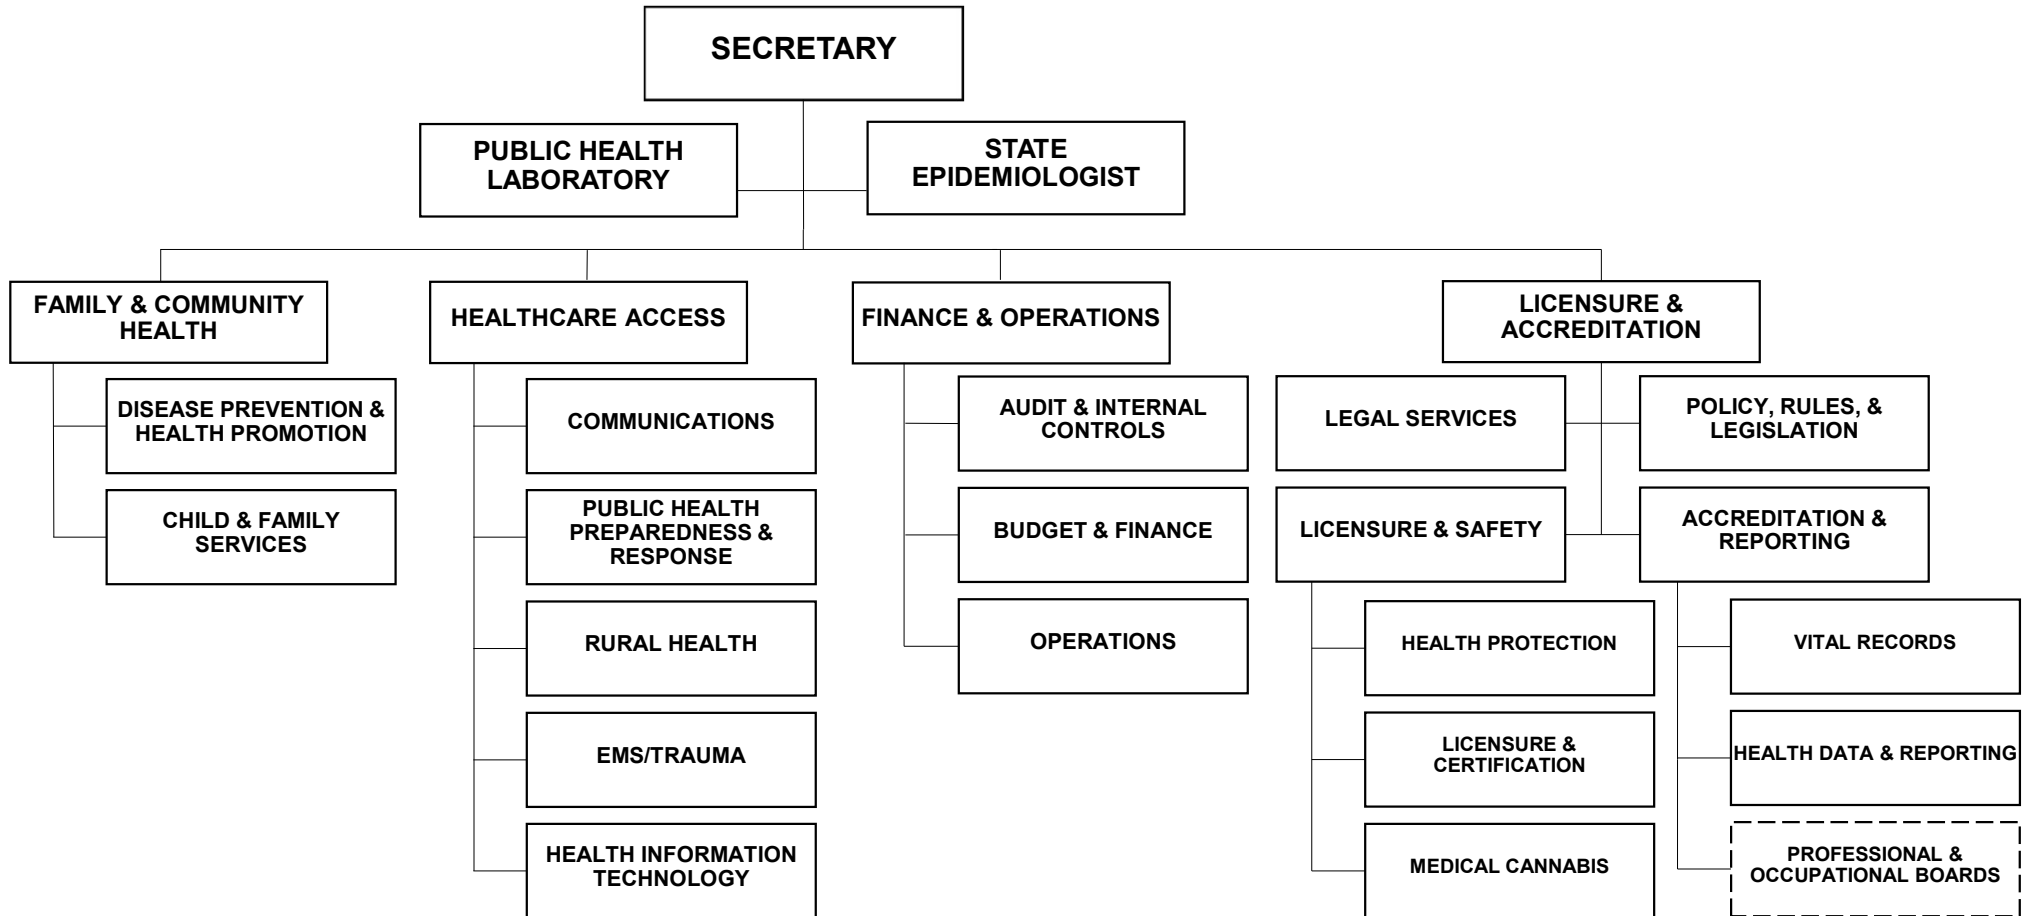 SECRETARY
PUBLIC HEALTH
LABORATORY
STATE
EPIDEMIOLOGIST
FAMILY & COMMUNITY
HEALTH
DISEASE PREVENTION &
HEALTH PROMOTION
CHILD & FAMILY
SERVICES
HEALTHCARE ACCESS
COMMUNICATIONS
PUBLIC HEALTH
PREPAREDNESS &
RESPONSE
RURAL HEALTH
EMS/TRAUMA
HEALTH INFORMATION
TECHNOLOGY
FINANCE & OPERATIONS
AUDIT & INTERNAL
CONTROLS
BUDGET & FINANCE
OPERATIONS
LICENSURE &
ACCREDITATION
LEGAL SERVICES
POLICY, RULES, &
LEGISLATION
LICENSURE & SAFETY
HEALTH PROTECTION
LICENSURE &
CERTIFICATION
MEDICAL CANNABIS
ACCREDITATION &
REPORTING
VITAL RECORDS
HEALTH DATA & REPORTING
PROFESSIONAL &
OCCUPATIONAL BOARDS